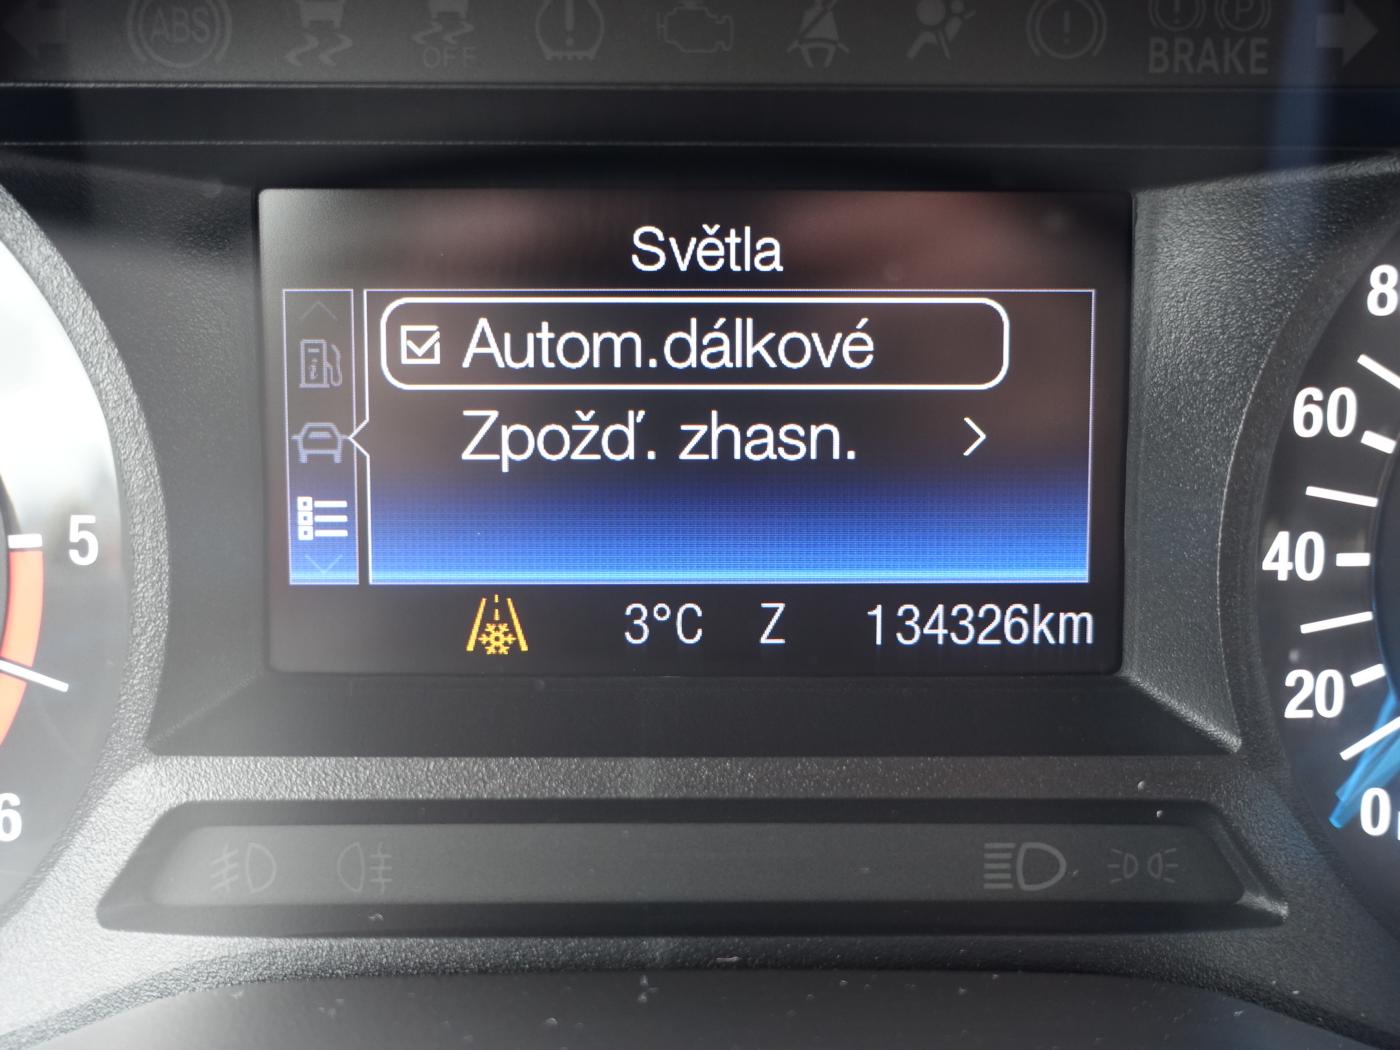 ABS
OFF
P
BRAKE
Světla
Autom.dálkové
Zpožď. zhasn.
3°C Z 134326km
5
6
8
60
40
20
0